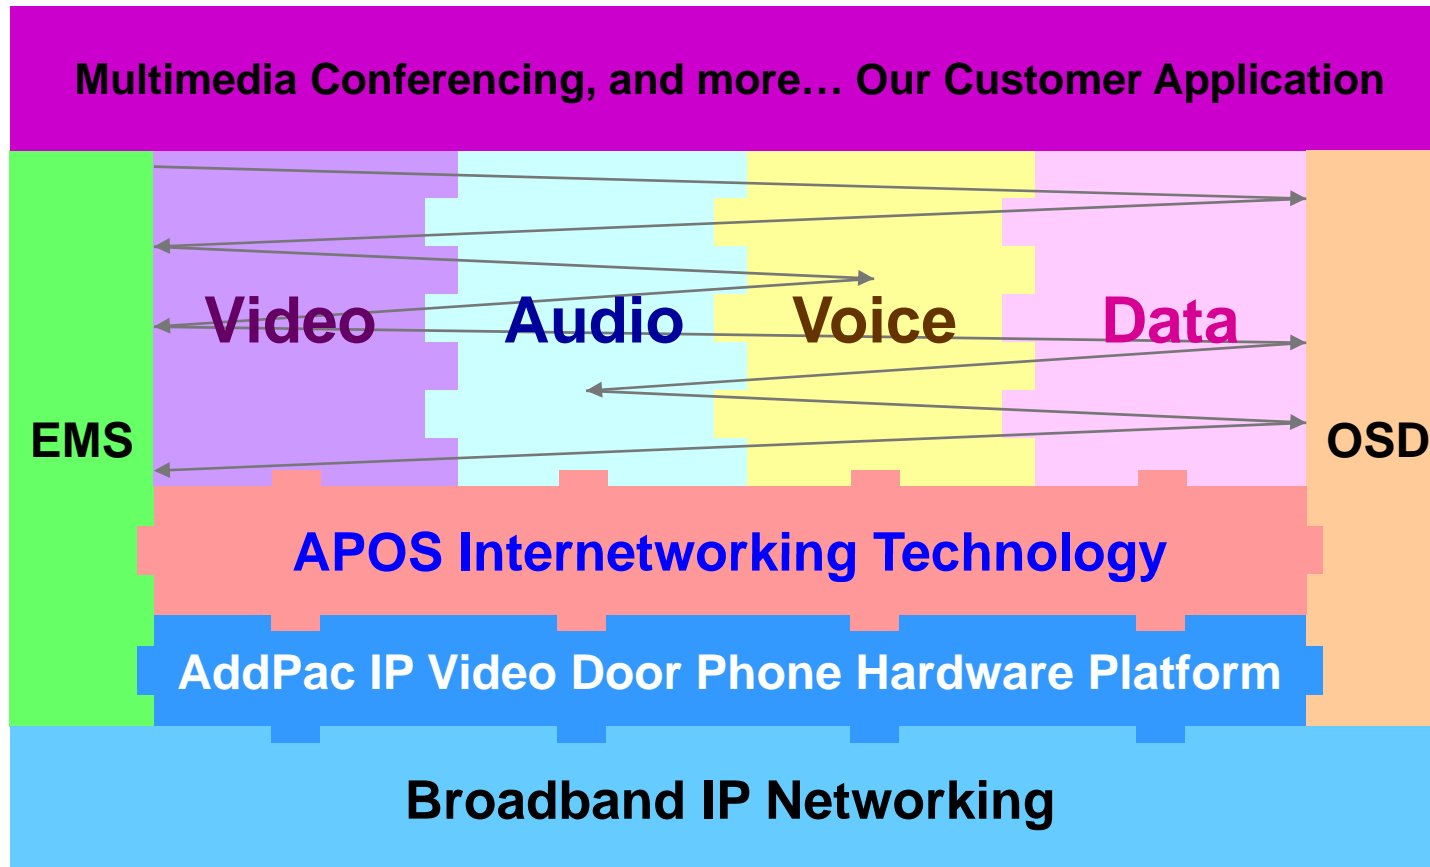 Multimedia Conferencing, and more… Our Customer Application
Video Audio Voice Data
EMS
OSD
APOS Internetworking Technology
AddPac IP Video Door Phone Hardware Platform
Broadband IP Networking